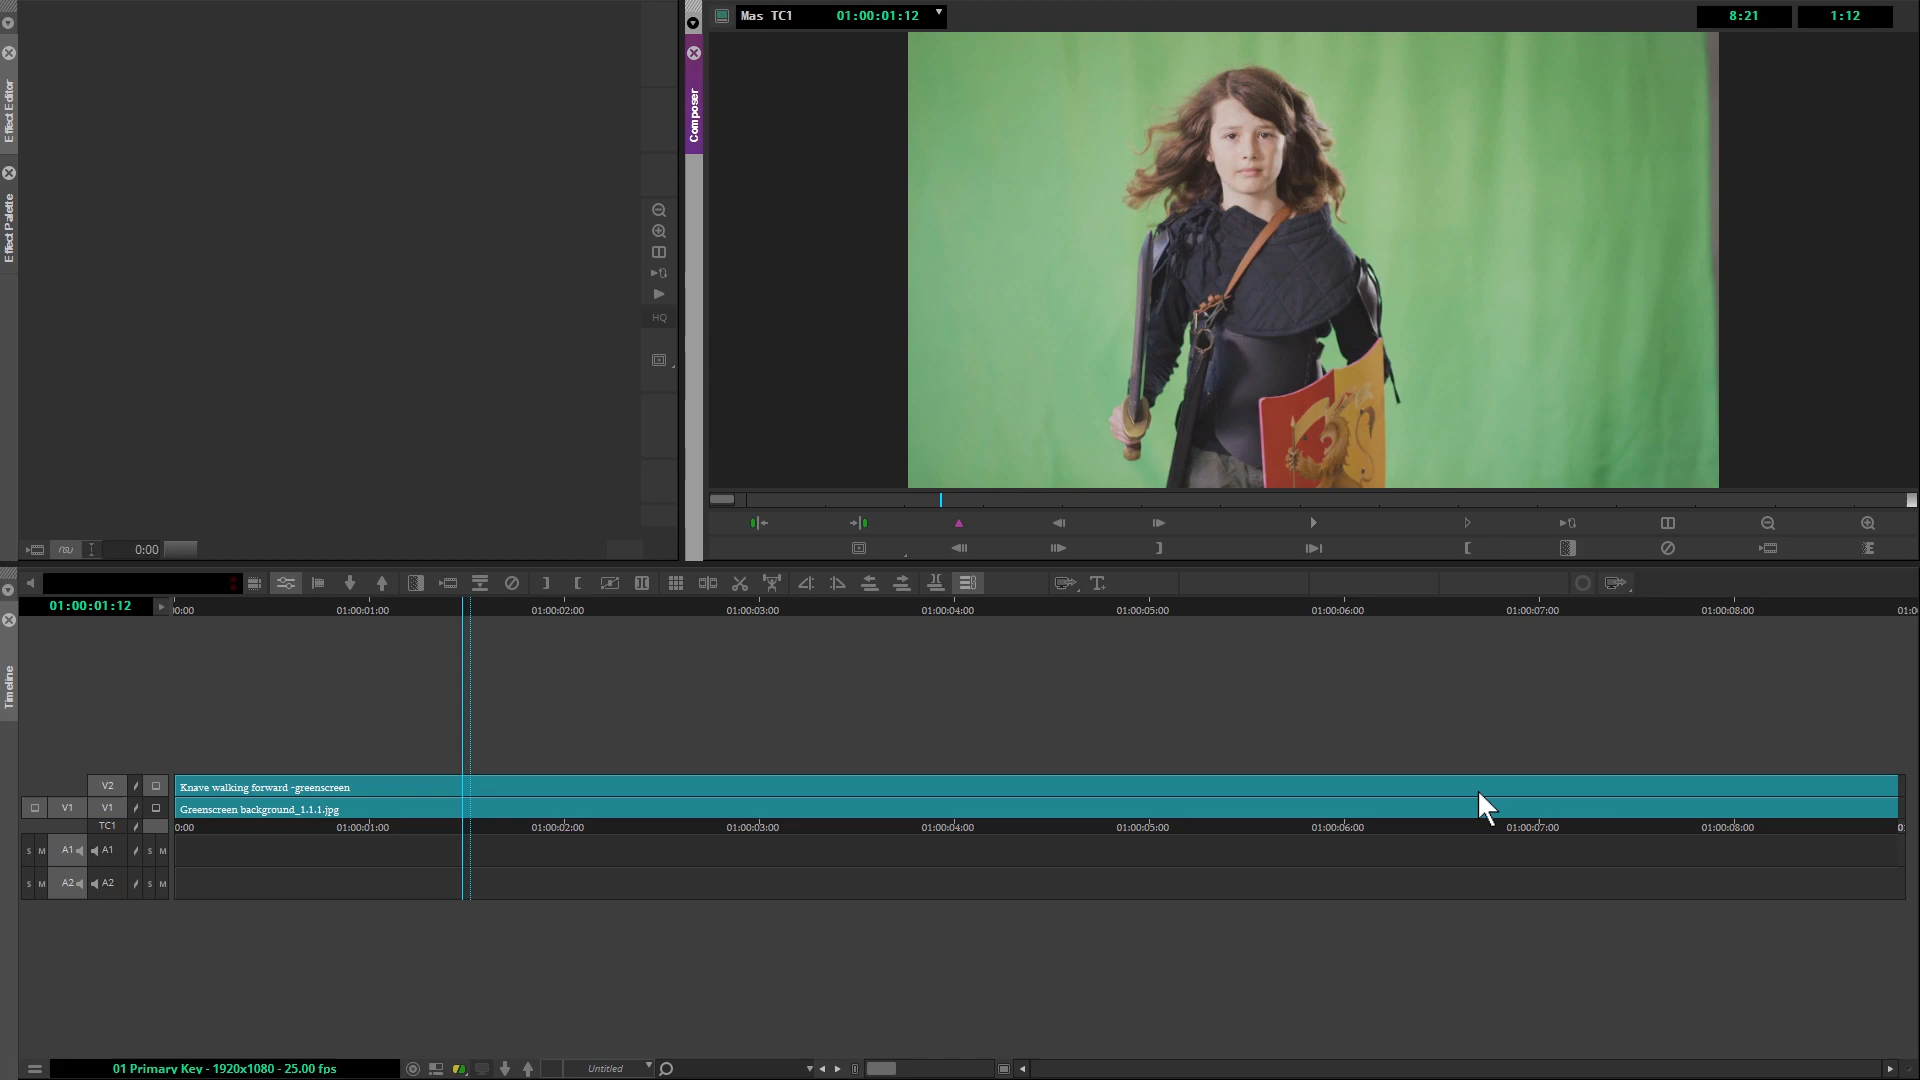 Effect Editor
Effect Palette
HQ
0:00
Composer
Mas TC1 01:00:01:12
8:21
1:12
01:00:01:12
0:00 01:00:01:00 01:00:02:00 01:00:03:00 01:00:04:00 01:00:05:00 01:00:06:00 01:00:07:00 01:00:08:00 01:0
Timeline
V2 Knave walking forward -greenscreen
V1 V1 Greenscreen background_1.1.1.jpg
TC1 0:00 01:00:01:00 01:00:02:00 01:00:03:00 01:00:04:00 01:00:05:00 01:00:06:00 01:00:07:00 01:00:08:00 0
S M A1 A1 S M
S M A2 A2 S M
01 Primary Key - 1920x1080 - 25.00 fps
Untitled